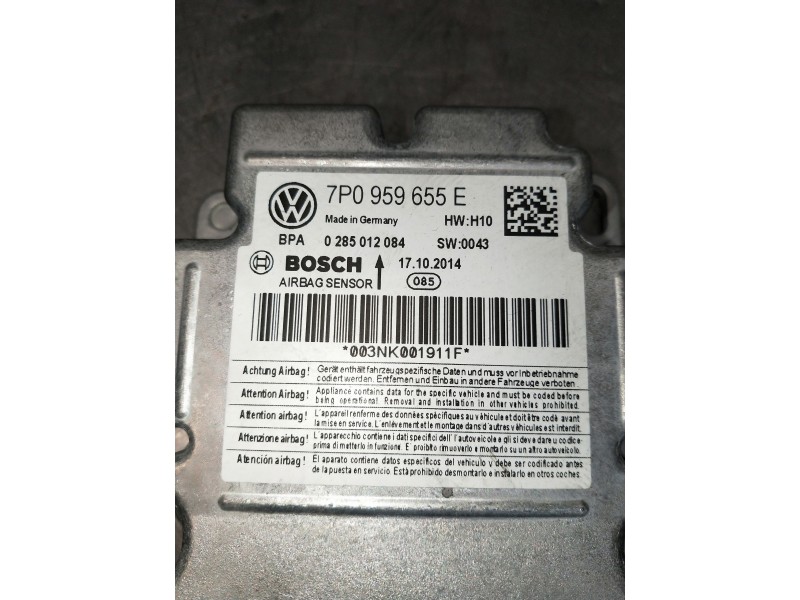 7P0 959 655 E
Made in Germany HW:H10
BPA 0 285 012 084 SW:0043
BOSCH 17.10.2014
AIRBAG SENSOR 085
*003NK001911F*
Achtung Airbag! Gerät enthält fahrzeugspezifische Daten und muss vor Inbetriebnahme
codiert werden. Entfernen und Einbau in andere Fahrzeuge verboten.
Attention Airbag! Appliance contains data for the specific vehicle and must be coded before
being operational. Removal and installation in other vehicles prohibited.
Attention airbag! L'appareil renferme des données spécifiques au véhicule et doit être codé avant
la mise en service. L'enlèvement et le montage dans d'autres véhicules est interdit.
Attenzione airbag! L'apparecchio contiene i dati specifici dell'autoveicolo e gli si deve dare u codice
prima di metterlo in funzione. E' proibito rimuoverlo e montarlo su un altro autoveicolo.
Atención airbag! El aparato contiene datos específicos del vehículo y debe ser codificado antes
de la puesta en servicio. Está prohibido desmontarlo e instalarlo en otros coches.